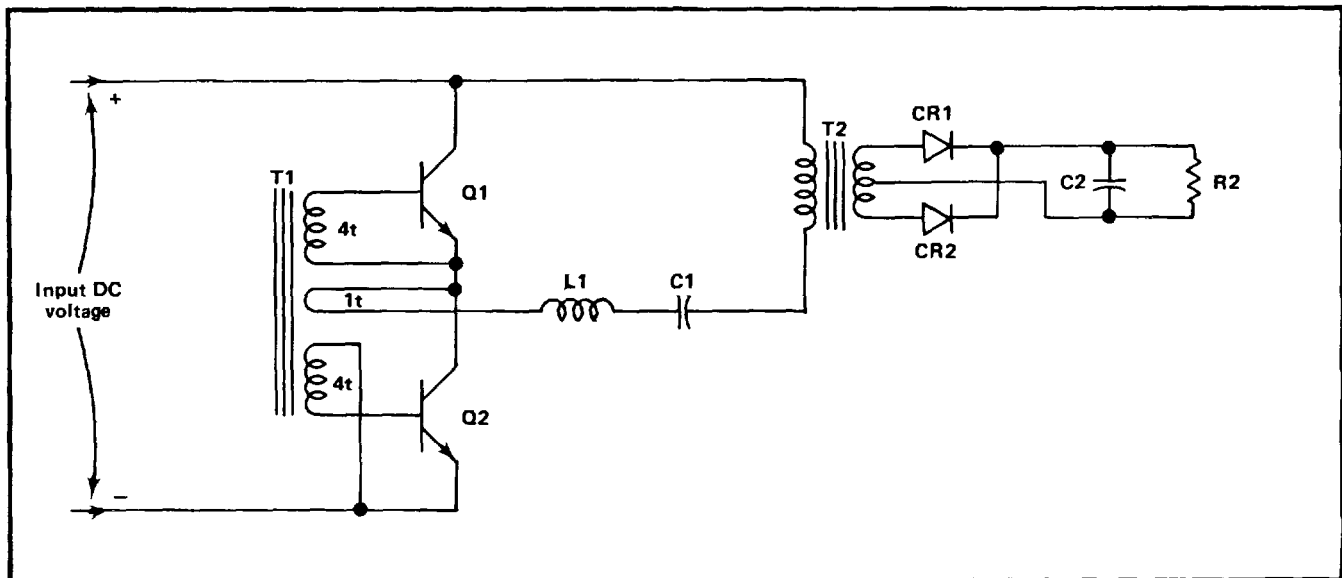 +
CR1
T2
T1
Q1
C2
R2
4t
CR2
1t
L1
C1
Input DC
voltage
4t
Q2
−